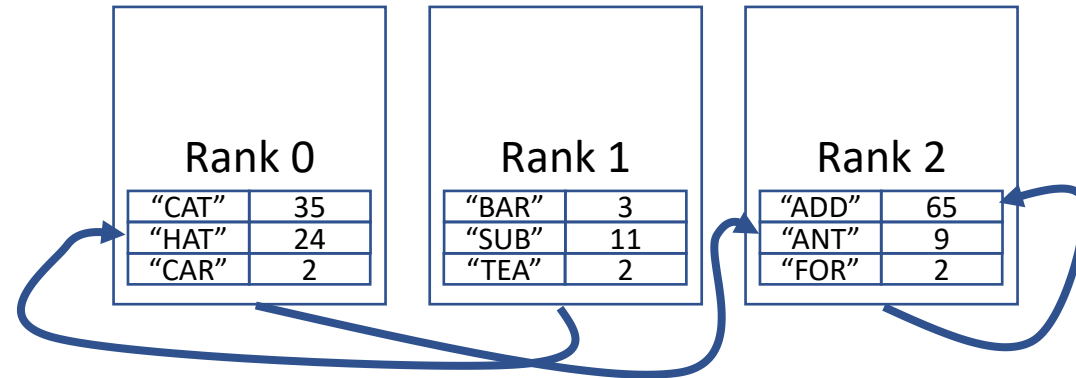 Rank 0 Rank 1 Rank 2
“CAT” 35 “BAR” 3 “ADD” 65
“HAT” 24 “SUB” 11 “ANT” 9
“CAR” 2 “TEA” 2 “FOR” 2